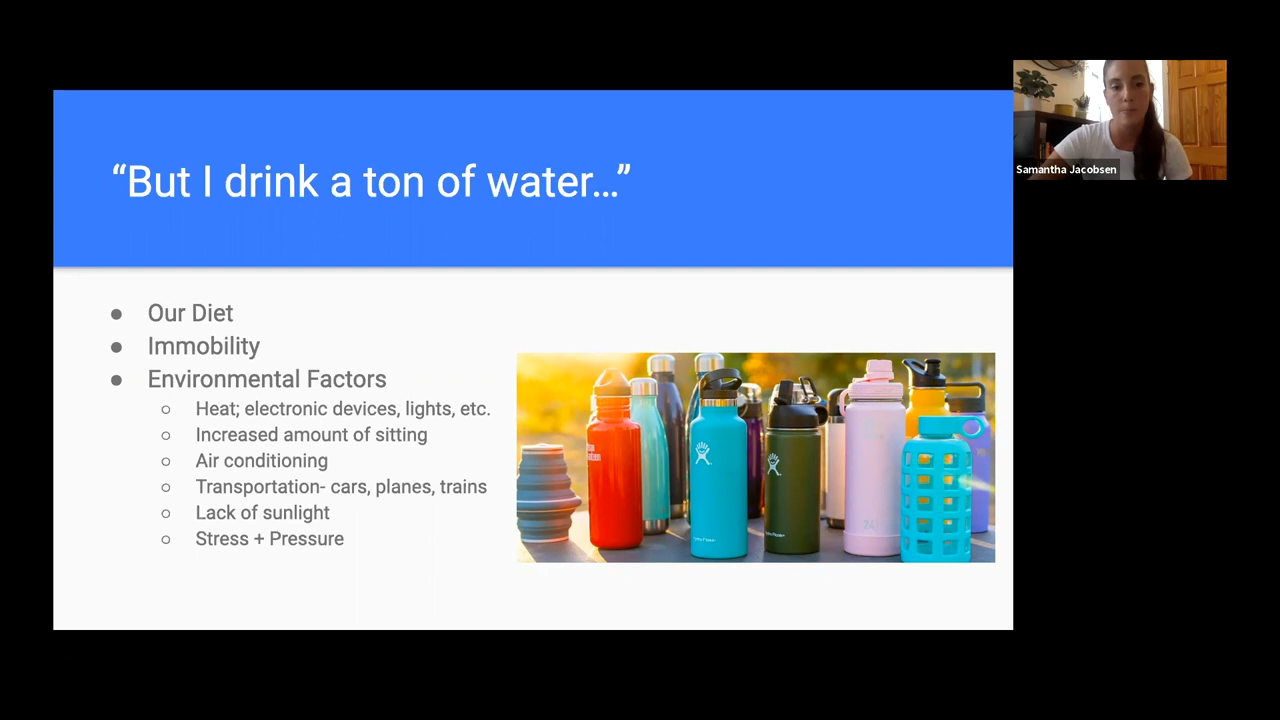 “But I drink a ton of water...”
Samantha Jacobsen
● Our Diet
● Immobility
● Environmental Factors
○ Heat; electronic devices, lights, etc.
○ Increased amount of sitting
○ Air conditioning
○ Transportation- cars, planes, trains
○ Lack of sunlight
○ Stress + Pressure